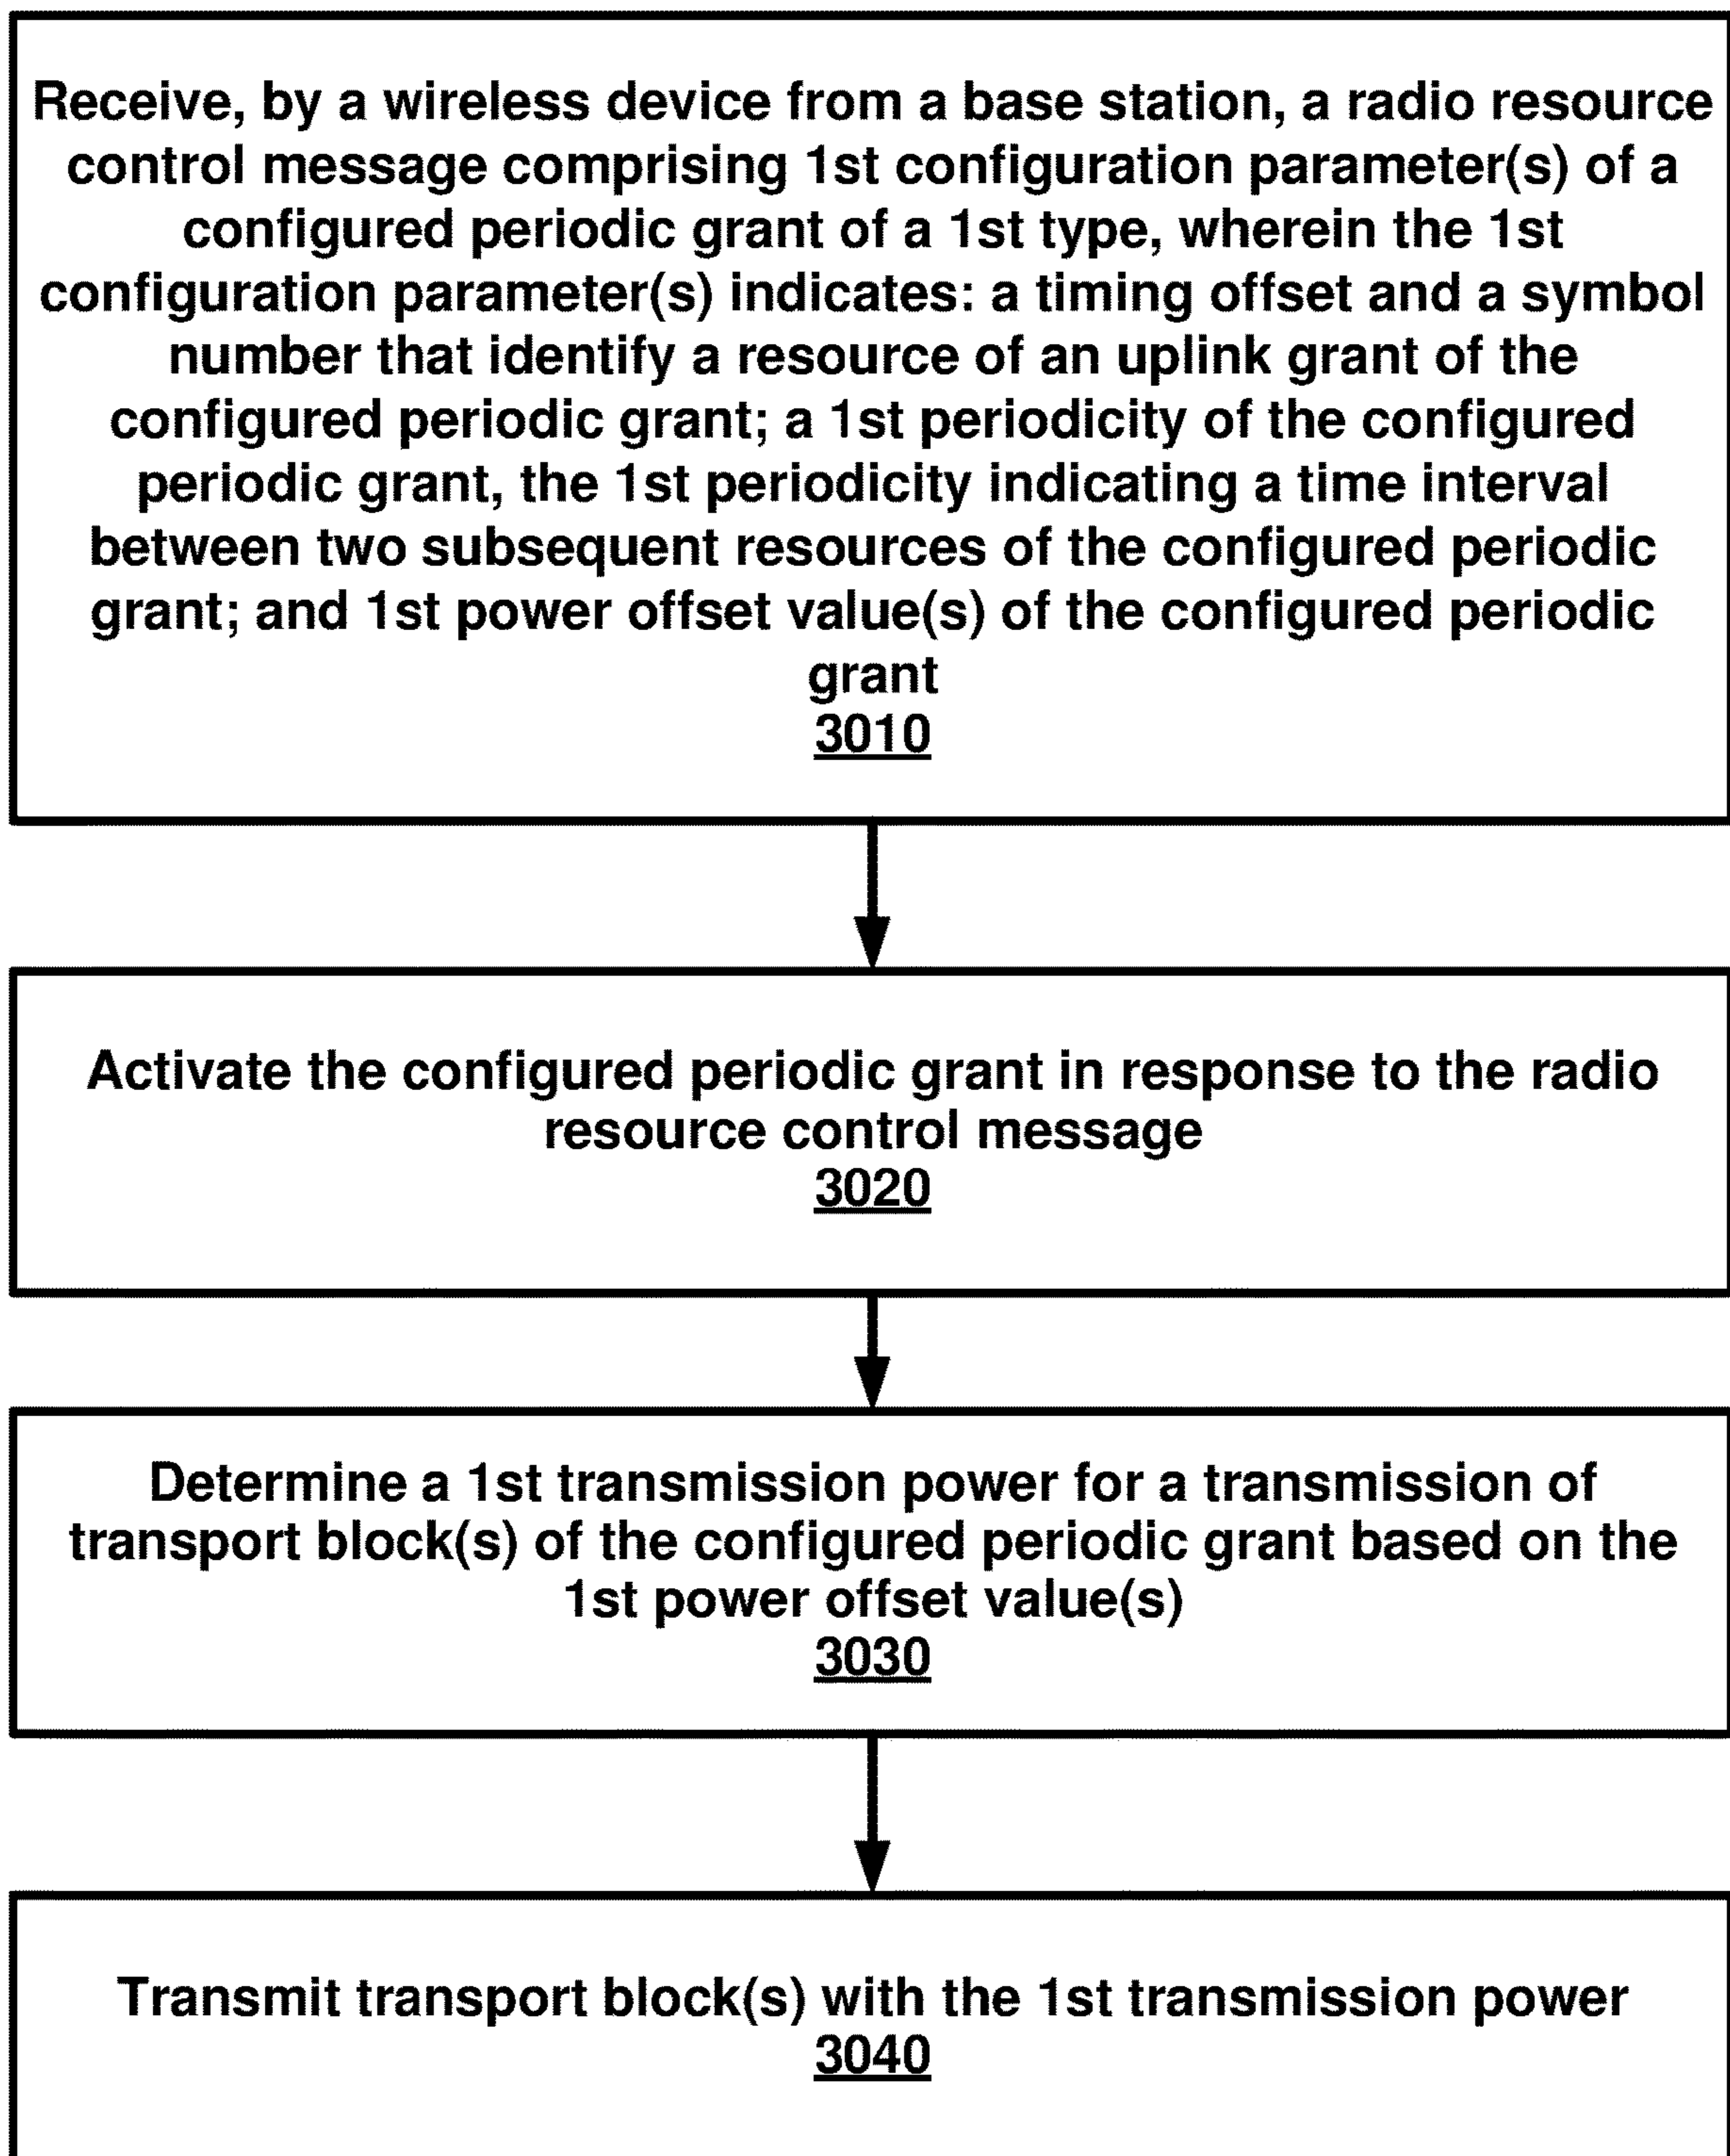 Receive, by a wireless device from a base station, a radio resource
control message comprising 1st configuration parameter(s) of a
configured periodic grant of a 1st type, wherein the 1st
configuration parameter(s) indicates: a timing offset and a symbol
number that identify a resource of an uplink grant of the
configured periodic grant; a 1st periodicity of the configured
periodic grant, the 1st periodicity indicating a time interval
between two subsequent resources of the configured periodic
grant; and 1st power offset value(s) of the configured periodic
grant
3010
Activate the configured periodic grant in response to the radio
resource control message
3020
Determine a 1st transmission power for a transmission of
transport block(s) of the configured periodic grant based on the
1st power offset value(s)
3030
Transmit transport block(s) with the 1st transmission power
3040